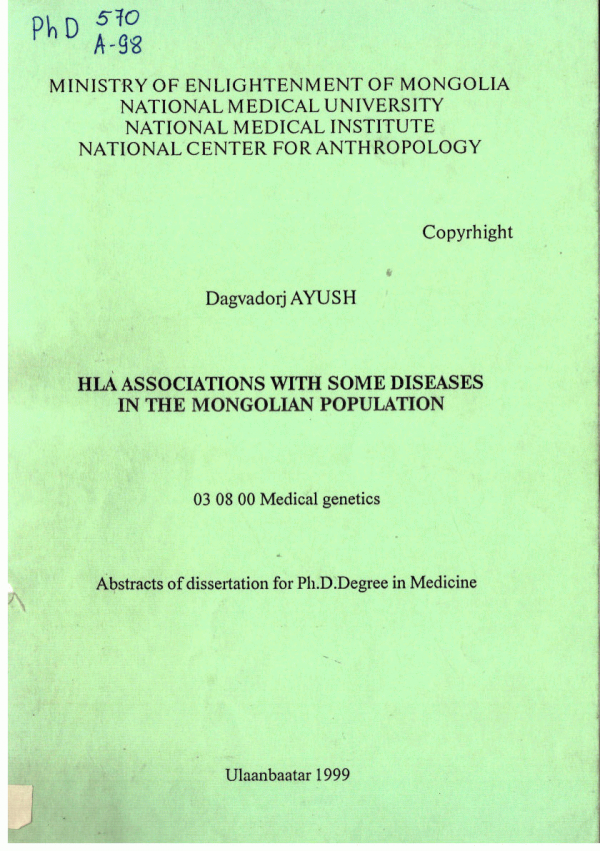 PhD 570
A-98
MINISTRY OF ENLIGHTENMENT OF MONGOLIA
NATIONAL MEDICAL UNIVERSITY
NATIONAL MEDICAL INSTITUTE
NATIONAL CENTER FOR ANTHROPOLOGY
Copyrhight
Dagvadorj AYUSH
HLA ASSOCIATIONS WITH SOME DISEASES
IN THE MONGOLIAN POPULATION
03 08 00 Medical genetics
Abstracts of dissertation for Ph.D.Degree in Medicine
Ulaanbaatar 1999